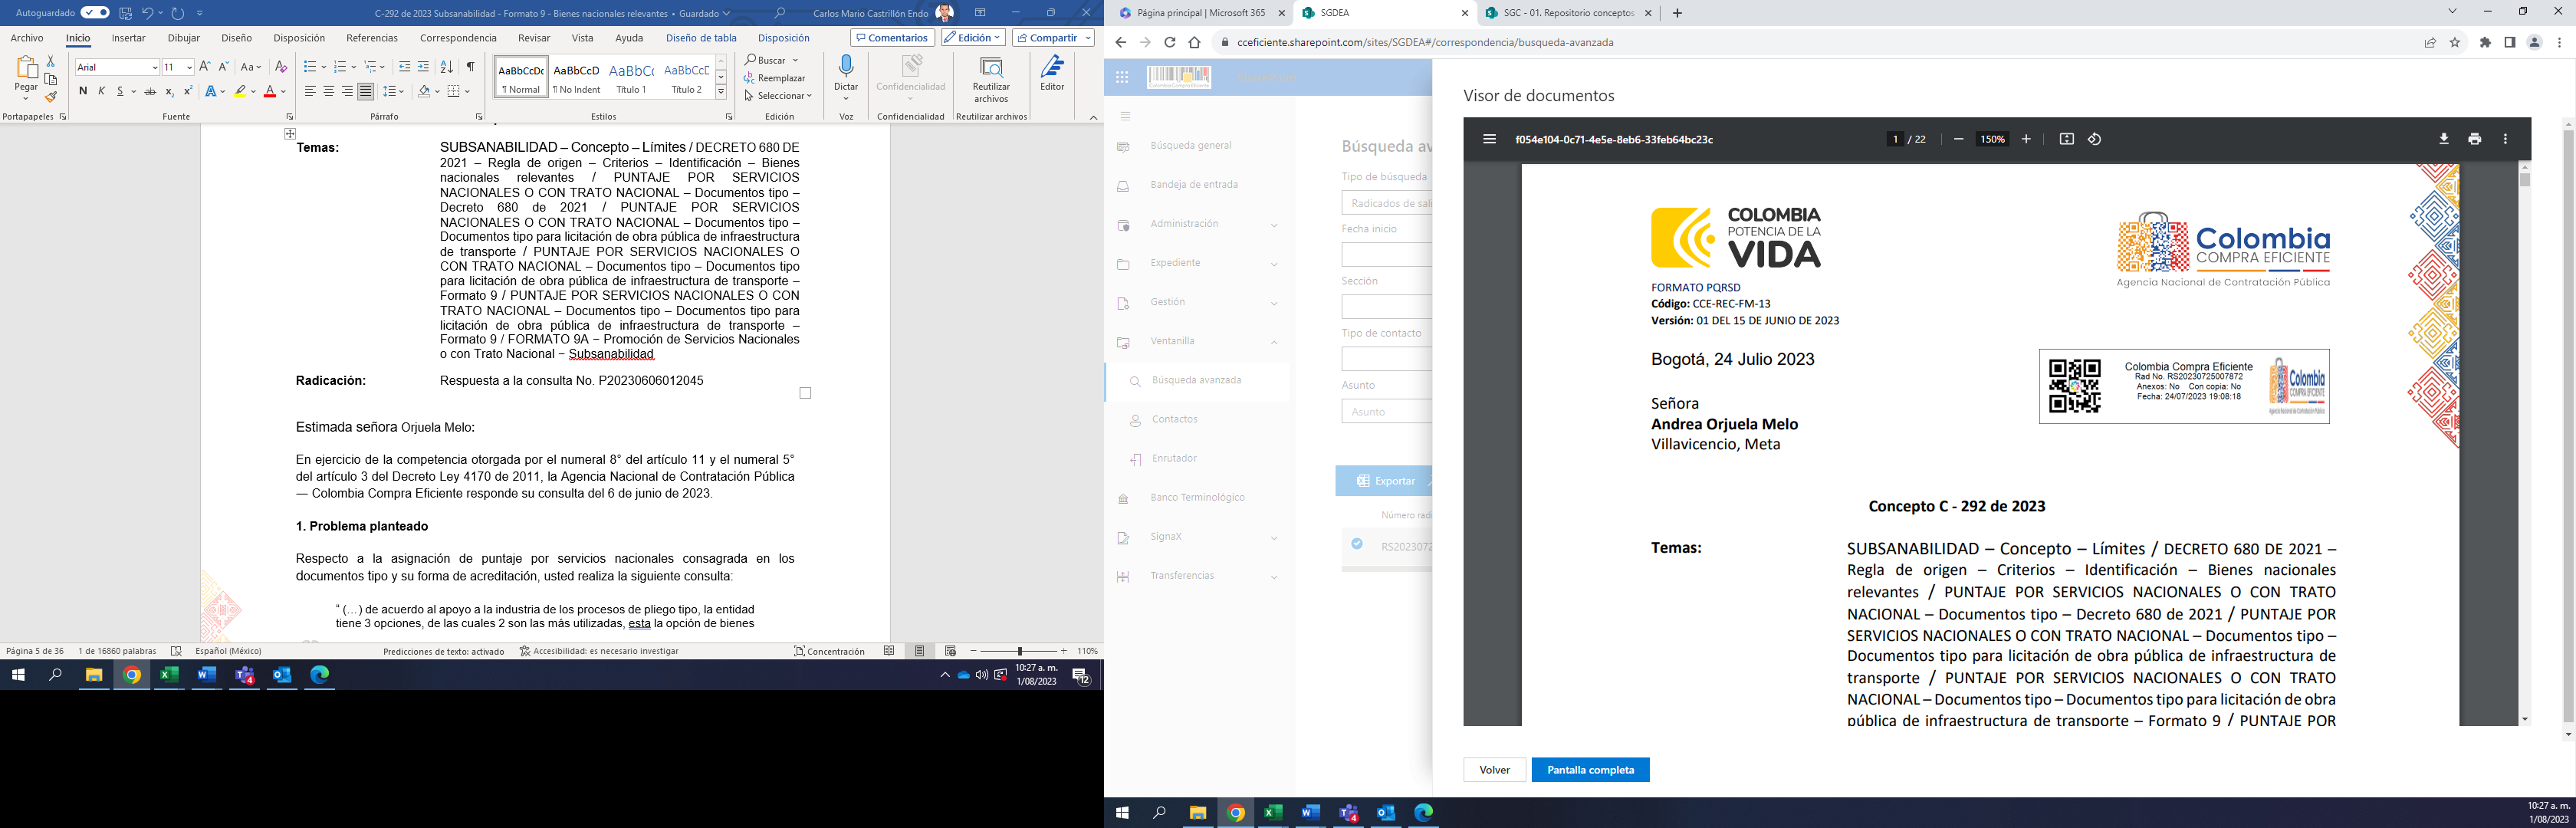 Autoguardado
C-292 de 2023 Subsanabilidad - Formato 9 - Bienes nacionales relevantes • Guardado
Carlos Mario Castrillón Endo
Archivo Inicio Insertar Dibujar Diseño Disposición Referencias Correspondencia Revisar Vista Ayuda Diseño de tabla Disposición Comentarios Edición Compartir
Pegar
Arial 11
N K S ab x₂ x² A A
AaBbCcDc AaBbCcD AaBbC( AaBbCcE
¶ Normal ¶ No Indent Título 1 Título 2
Buscar
Reemplazar
Seleccionar
Dictar
Confidencialidad
Reutilizar
archivos
Editor
Portapapeles Fuente Párrafo Estilos Edición Voz Confidencialidad Reutilizar archivos
Temas: SUBSANABILIDAD – Concepto – Límites / DECRETO 680 DE
2021 – Regla de origen – Criterios – Identificación – Bienes
nacionales relevantes / PUNTAJE POR SERVICIOS
NACIONALES O CON TRATO NACIONAL – Documentos tipo –
Decreto 680 de 2021 / PUNTAJE POR SERVICIOS
NACIONALES O CON TRATO NACIONAL – Documentos tipo –
Documentos tipo para licitación de obra pública de infraestructura
de transporte / PUNTAJE POR SERVICIOS NACIONALES O
CON TRATO NACIONAL – Documentos tipo – Documentos tipo
para licitación de obra pública de infraestructura de transporte –
Formato 9 / PUNTAJE POR SERVICIOS NACIONALES O CON
TRATO NACIONAL – Documentos tipo – Documentos tipo para
licitación de obra pública de infraestructura de transporte –
Formato 9 / FORMATO 9A − Promoción de Servicios Nacionales
o con Trato Nacional − Subsanabilidad
Radicación: Respuesta a la consulta No. P20230606012045
Estimada señora Orjuela Melo:
En ejercicio de la competencia otorgada por el numeral 8° del artículo 11 y el numeral 5°
del artículo 3 del Decreto Ley 4170 de 2011, la Agencia Nacional de Contratación Pública
― Colombia Compra Eficiente responde su consulta del 6 de junio de 2023.
1. Problema planteado
Respecto a la asignación de puntaje por servicios nacionales consagrada en los
documentos tipo y su forma de acreditación, usted realiza la siguiente consulta:
“ (…) de acuerdo al apoyo a la industria de los procesos de pliego tipo, la entidad
tiene 3 opciones, de las cuales 2 son las más utilizadas, esta la opción de bienes
Página 5 de 36 1 de 16860 palabras Español (México) Predicciones de texto: activado Accesibilidad: es necesario investigar Concentración 110%
10:27 a. m.
1/08/2023
12
Página principal | Microsoft 365
SGDEA
SGC - 01. Repositorio conceptos
cceficiente.sharepoint.com/sites/SGDEA#/correspondencia/busqueda-avanzada
Búsqueda general
Bandeja de entrada
Administración
Expediente
Gestión
Ventanilla
Búsqueda avanzada
Contactos
Enrutador
Banco Terminológico
SignaX
Transferencias
Búsqueda av
Tipo de búsqueda
Radicados de sali
Fecha inicio
Sección
Tipo de contacto
Asunto
Asunto
Exportar
Número radi
RS2023072
Visor de documentos
f054e104-0c71-4e5e-8eb6-33feb64bc23c
1 / 22 — 150% +
COLOMBIA
POTENCIA DE LA
VIDA
Colombia
COMPRA EFICIENTE
Agencia Nacional de Contratación Pública
FORMATO PQRSD
Código: CCE-REC-FM-13
Versión: 01 DEL 15 DE JUNIO DE 2023
Bogotá, 24 Julio 2023
Colombia Compra Eficiente
Rad No. RS20230725007872
Anexos: No Con copia: No
Fecha: 24/07/2023 19:08:18
Colombia
Señora
Andrea Orjuela Melo
Villavicencio, Meta
Concepto C - 292 de 2023
Temas: SUBSANABILIDAD – Concepto – Límites / DECRETO 680 DE 2021 –
Regla de origen – Criterios – Identificación – Bienes nacionales
relevantes / PUNTAJE POR SERVICIOS NACIONALES O CON TRATO
NACIONAL – Documentos tipo – Decreto 680 de 2021 / PUNTAJE POR
SERVICIOS NACIONALES O CON TRATO NACIONAL – Documentos tipo –
Documentos tipo para licitación de obra pública de infraestructura de
transporte / PUNTAJE POR SERVICIOS NACIONALES O CON TRATO
NACIONAL – Documentos tipo – Documentos tipo para licitación de obra
pública de infraestructura de transporte – Formato 9 / PUNTAJE POR
Volver
Pantalla completa
10:27 a. m.
1/08/2023